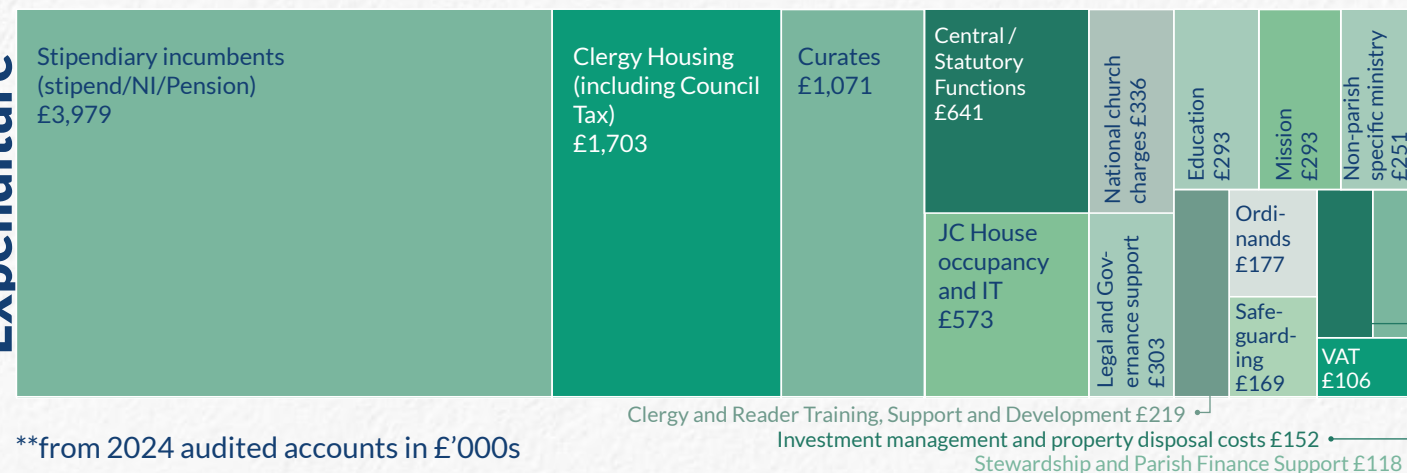 Expenditure
Stipendiary incumbents
(stipend/NI/Pension)
£3,979
Clergy Housing
(including Council
Tax)
£1,703
Curates
£1,071
Central /
Statutory
Functions
£641
JC House
occupancy
and IT
£573
National church
charges £336
Legal and Gov-
ernance support
£303
Education
£293
Mission
£293
Non-parish
specific ministry
£251
Ordi-
nands
£177
Safe-
guard-
ing
£169
VAT
£106
Clergy and Reader Training, Support and Development £219
Investment management and property disposal costs £152
Stewardship and Parish Finance Support £118
**from 2024 audited accounts in £’000s